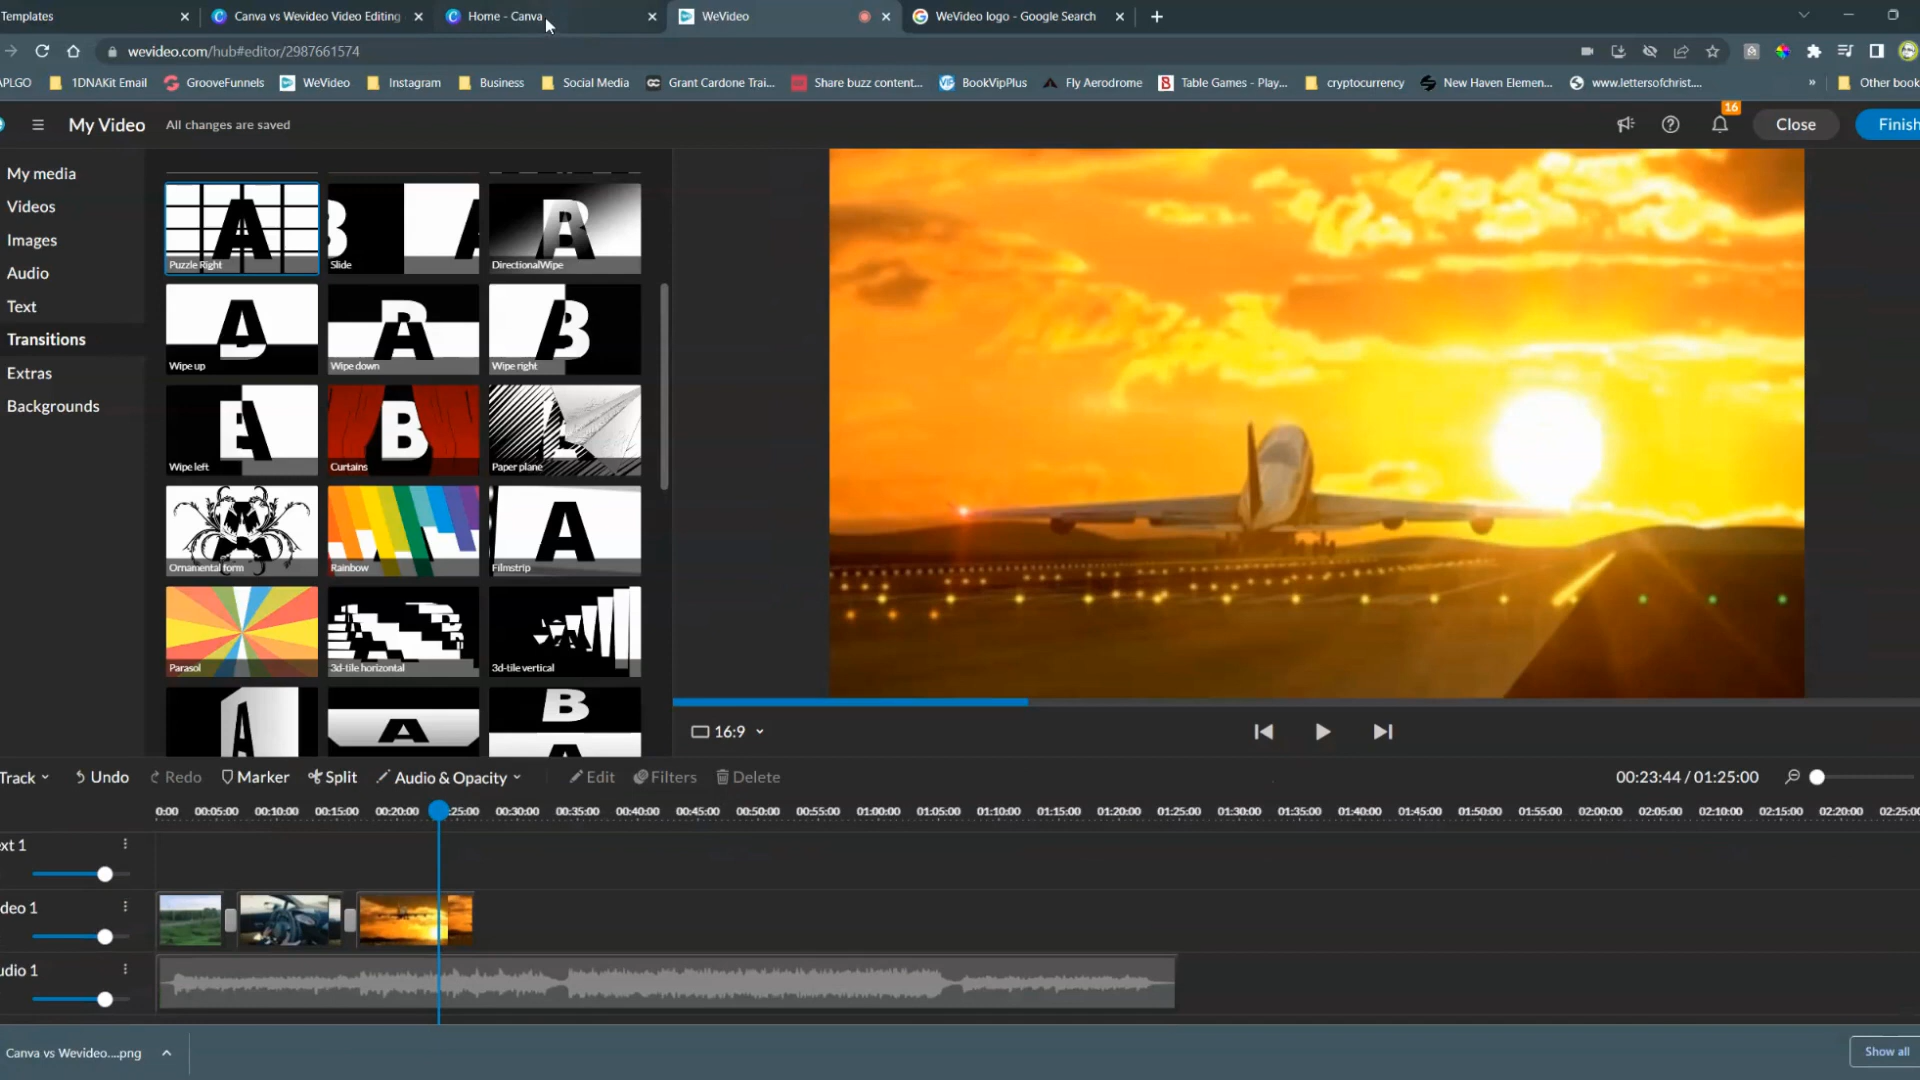 Templates
Canva vs Wevideo Video Editing
Home - Canva
WeVideo
WeVideo logo - Google Search
wevideo.com/hub#editor/2987661574
APLGO
1DNAKit Email
GrooveFunnels
WeVideo
Instagram
Business
Social Media
Grant Cardone Trai...
Share buzz content...
BookVipPlus
Fly Aerodrome
Table Games - Play...
cryptocurrency
New Haven Elemen...
www.lettersofchrist....
»
Other book
My Video
All changes are saved
16
Close
Finish
My media
Videos
Images
Audio
Text
Transitions
Extras
Backgrounds
Puzzle Right
Slide
DirectionalWipe
Wipe up
Wipe down
Wipe right
Wipe left
Curtains
Paper plane
Ornamental form
Rainbow
Filmstrip
Parasol
3d-tile horizontal
3d-tile vertical
16:9
Track
Undo
Redo
Marker
Split
Audio & Opacity
Edit
Filters
Delete
00:23:44 / 01:25:00
0:00 00:05:00 00:10:00 00:15:00 00:20:00 :25:00 00:30:00 00:35:00 00:40:00 00:45:00 00:50:00 00:55:00 01:00:00 01:05:00 01:10:00 01:15:00 01:20:00 01:25:00 01:30:00 01:35:00 01:40:00 01:45:00 01:50:00 01:55:00 02:00:00 02:05:00 02:10:00 02:15:00 02:20:00 02:25:00
ext 1
deo 1
udio 1
Canva vs Wevideo....png
Show all